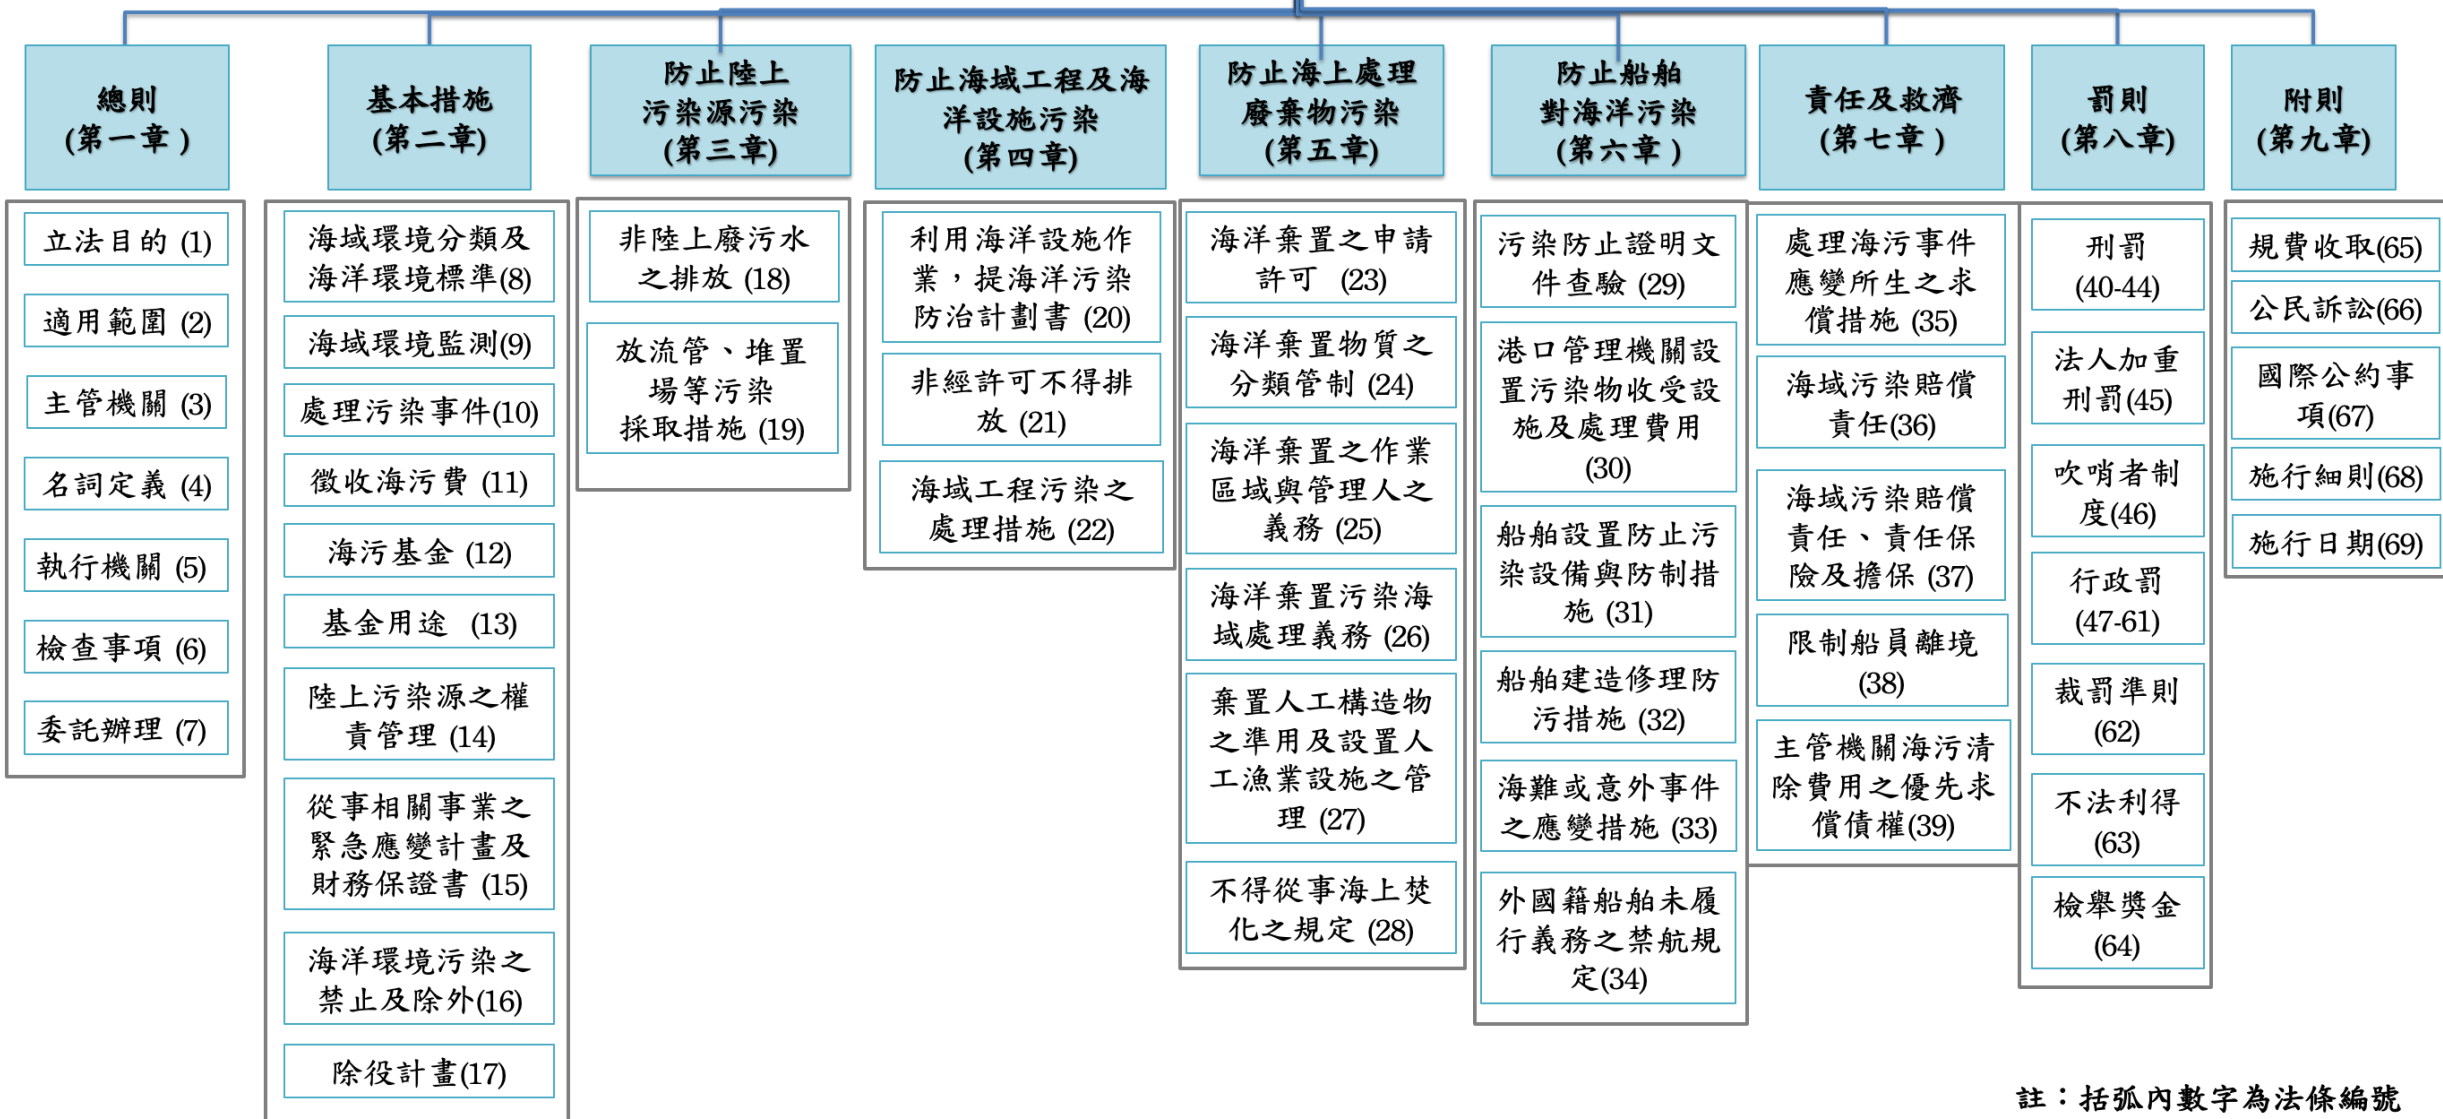 總則
(第一章 )
立法目的 (1)
適用範圍 (2)
主管機關 (3)
名詞定義 (4)
執行機關 (5)
檢查事項 (6)
委託辦理 (7)
基本措施
(第二章)
海域環境分類及
海洋環境標準(8)
海域環境監測(9)
處理污染事件(10)
徵收海污費 (11)
海污基金 (12)
基金用途 (13)
陸上污染源之權
責管理 (14)
從事相關事業之
緊急應變計畫及
財務保證書 (15)
海洋環境污染之
禁止及除外(16)
除役計畫(17)
防止陸上
污染源污染
(第三章)
非陸上廢污水
之排放 (18)
放流管、堆置
場等污染
採取措施 (19)
防止海域工程及海
洋設施污染
(第四章)
利用海洋設施作
業，提海洋污染
防治計劃書 (20)
非經許可不得排
放 (21)
海域工程污染之
處理措施 (22)
防止海上處理
廢棄物污染
(第五章)
海洋棄置之申請
許可 (23)
海洋棄置物質之
分類管制 (24)
海洋棄置之作業
區域與管理人之
義務 (25)
海洋棄置污染海
域處理義務 (26)
棄置人工構造物
之準用及設置人
工漁業設施之管
理 (27)
不得從事海上焚
化之規定 (28)
防止船舶
對海洋污染
(第六章 )
污染防止證明文
件查驗 (29)
港口管理機關設
置污染物收受設
施及處理費用
(30)
船舶設置防止污
染設備與防制措
施 (31)
船舶建造修理防
污措施 (32)
海難或意外事件
之應變措施 (33)
外國籍船舶未履
行義務之禁航規
定(34)
責任及救濟
(第七章 )
處理海污事件
應變所生之求
償措施 (35)
海域污染賠償
責任(36)
海域污染賠償
責任、責任保
險及擔保 (37)
限制船員離境
(38)
主管機關海污清
除費用之優先求
償債權(39)
罰則
(第八章)
刑罰
(40-44)
法人加重
刑罰(45)
吹哨者制
度(46)
行政罰
(47-61)
裁罰準則
(62)
不法利得
(63)
檢舉獎金
(64)
附則
(第九章)
規費收取(65)
公民訴訟(66)
國際公約事
項(67)
施行細則(68)
施行日期(69)
註：括弧內數字為法條編號